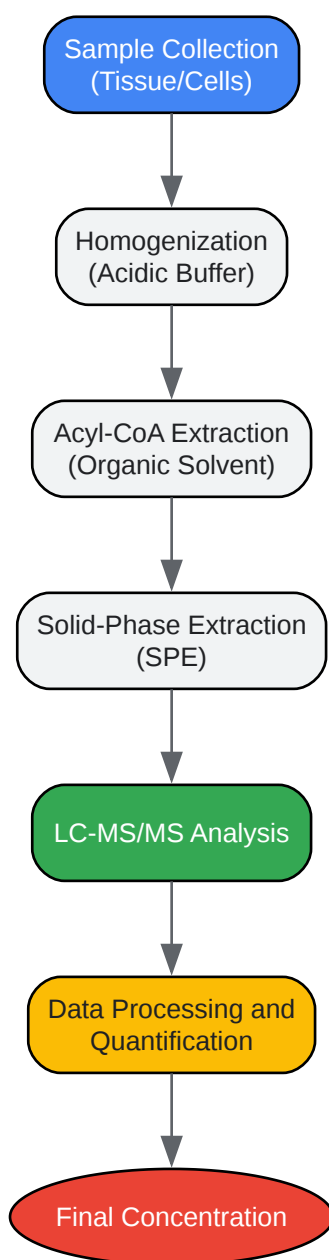 Sample Collection
(Tissue/Cells)
Homogenization
(Acidic Buffer)
Acyl-CoA Extraction
(Organic Solvent)
Solid-Phase Extraction
(SPE)
LC-MS/MS Analysis
Data Processing and
Quantification
Final Concentration